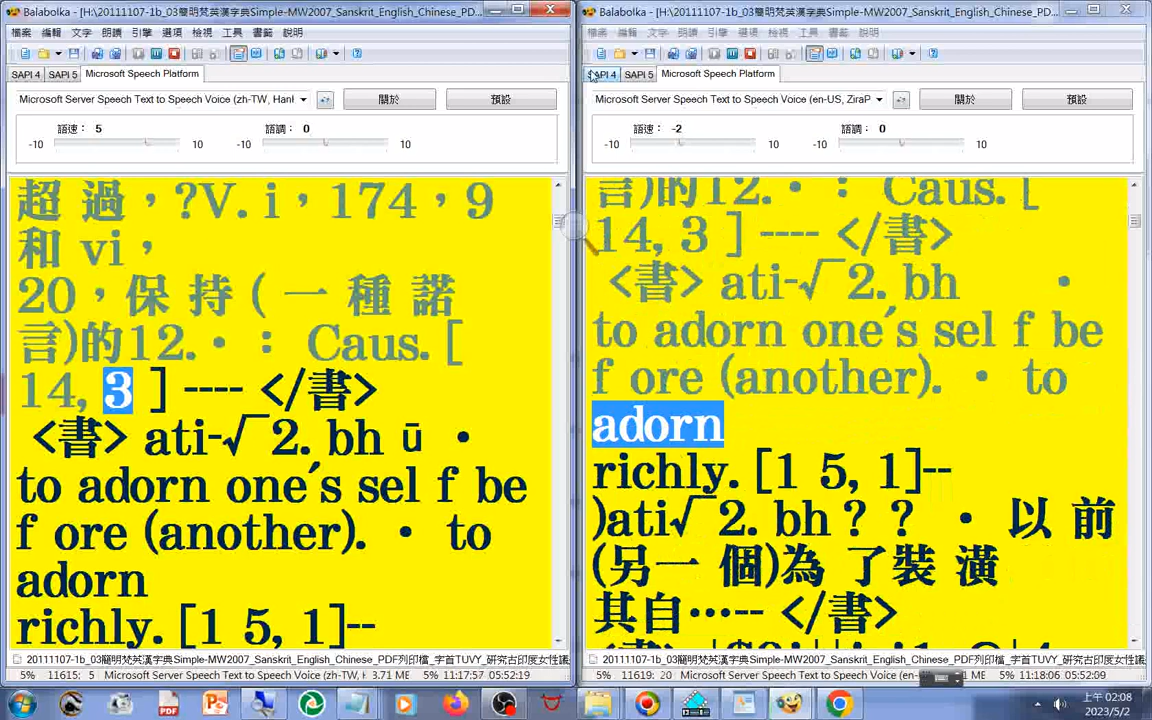 Balabolka - [H:\20111107-1b_03簡明梵英漢字典Simple-MW2007_Sanskrit_English_Chinese_PD...
檔案 編輯 文字 朗讀 引擎 選項 檢視 工具 書籤 說明
SAPI 4 SAPI 5 Microsoft Speech Platform
Microsoft Server Speech Text to Speech Voice (zh-TW, HanH
關於 預設
語速： 5 語調： 0
-10 10 -10 10
超 過，?V. i，174，9
和 vi，
20，保 持 ( 一 種 諾
言)的12.• ： Caus. [
14, 3 ] ---- </書>
<書> ati-√ 2. bh ū •
to adorn one´s sel f be
f ore (another). • to
adorn
richly. [1 5, 1]--
20111107-1b_03簡明梵英漢字典Simple-MW2007_Sanskrit_English_Chinese_PDF列印檔_字首TUVY_研究古印度女性議
11615: 5 Microsoft Server Speech Text to Speech Voice (zh-TW, H 3.71 ME 5% 11:17:57 05:52:19
Balabolka - [H:\20111107-1b_03簡明梵英漢字典Simple-MW2007_Sanskrit_English_Chinese_PD...
檔案 編輯 文字 朗讀 引擎 選項 檢視 工具 書籤 說明
SAPI 4 SAPI 5 Microsoft Speech Platform
Microsoft Server Speech Text to Speech Voice (en-US, ZiraP
關於 預設
語速： -2 語調： 0
-10 10 -10 10
言)的12.• ： Caus. [
14, 3 ] ---- </書>
<書> ati-√ 2. bh •
to adorn one´s sel f be
f ore (another). • to
adorn
richly. [1 5, 1]--
)ati√ 2. bh ? ? • 以 前
(另一 個)為 了裝 潢
其自…-- </書>
20111107-1b_03簡明梵英漢字典Simple-MW2007_Sanskrit_English_Chinese_PDF列印檔_字首TUVY_研究古印度女性議
11619: 20 Microsoft Server Speech Text to Speech Voice (en-U 5% 11:18:06 05:52:09
上午 02:08
2023/5/2